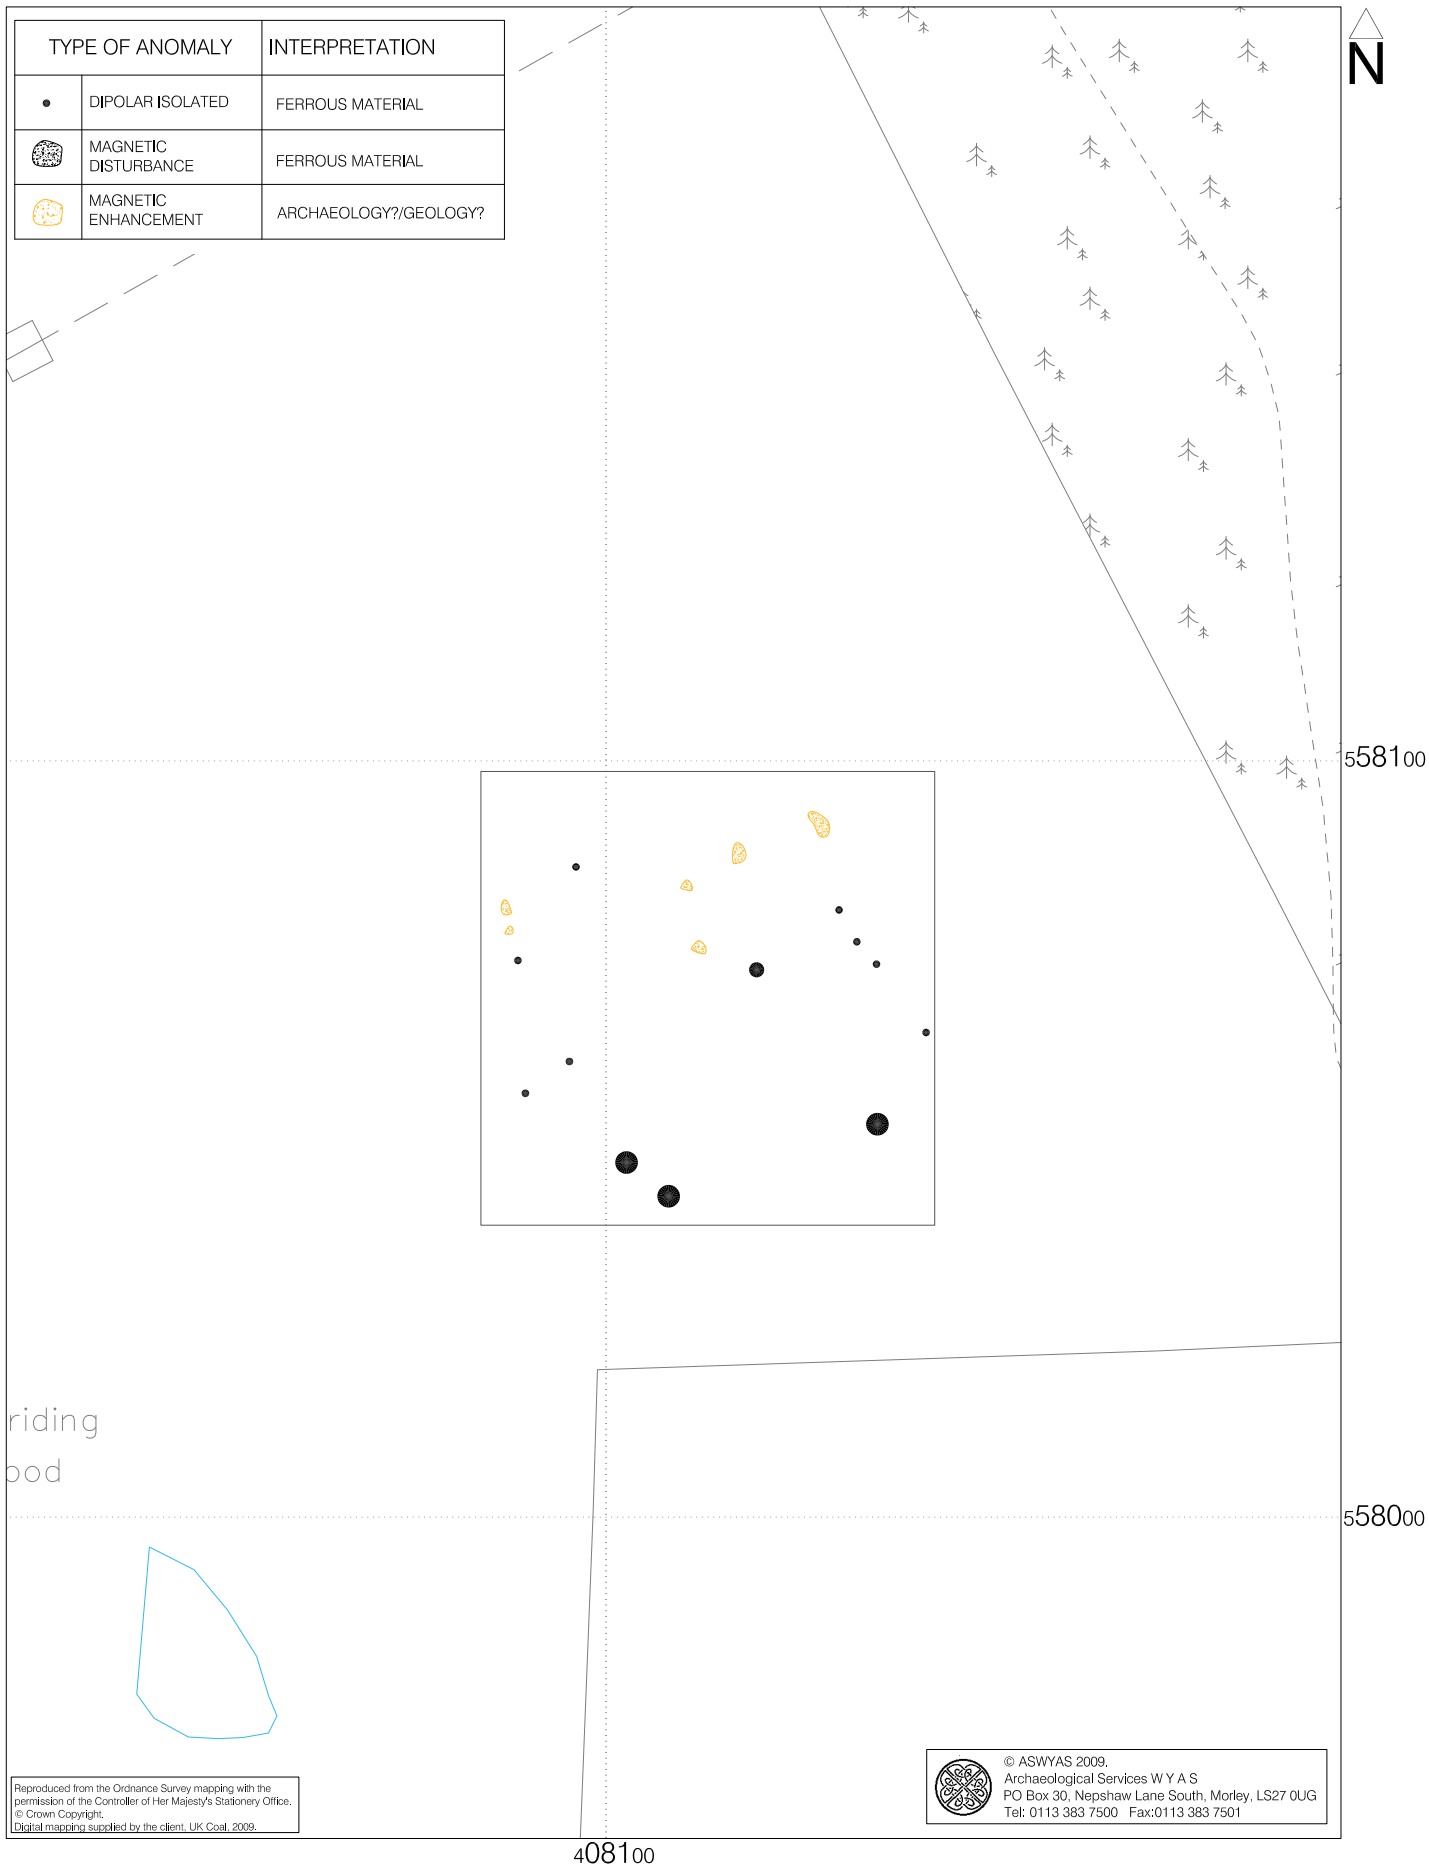 TYPE OF ANOMALY INTERPRETATION
DIPOLAR ISOLATED FERROUS MATERIAL
MAGNETIC
DISTURBANCE
FERROUS MATERIAL
MAGNETIC
ENHANCEMENT
ARCHAEOLOGY?/GEOLOGY?
N
558100
riding
ood
558000
Reproduced from the Ordnance Survey mapping with the
permission of the Controller of Her Majesty's Stationery Office.
© Crown Copyright.
Digital mapping supplied by the client, UK Coal, 2009.
© ASWYAS 2009.
Archaeological Services W Y A S
PO Box 30, Nepshaw Lane South, Morley, LS27 0UG
Tel: 0113 383 7500 Fax:0113 383 7501
408100